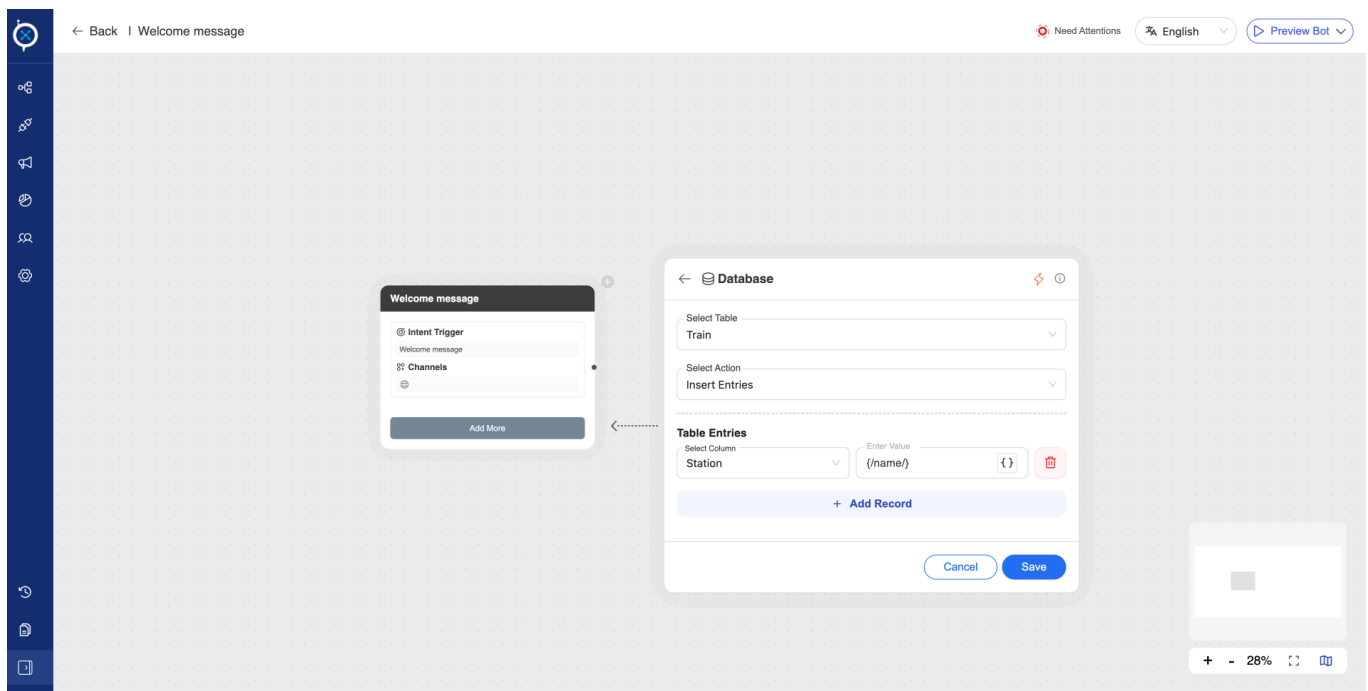 Back | Welcome message
Need Attentions
English
Preview Bot
Welcome message
Intent Trigger
Welcome message
Channels
Add More
Database
Select Table
Train
Select Action
Insert Entries
Table Entries
Select Column
Station
Enter Value
{/name/}
{}
+ Add Record
Cancel
Save
+ - 28%